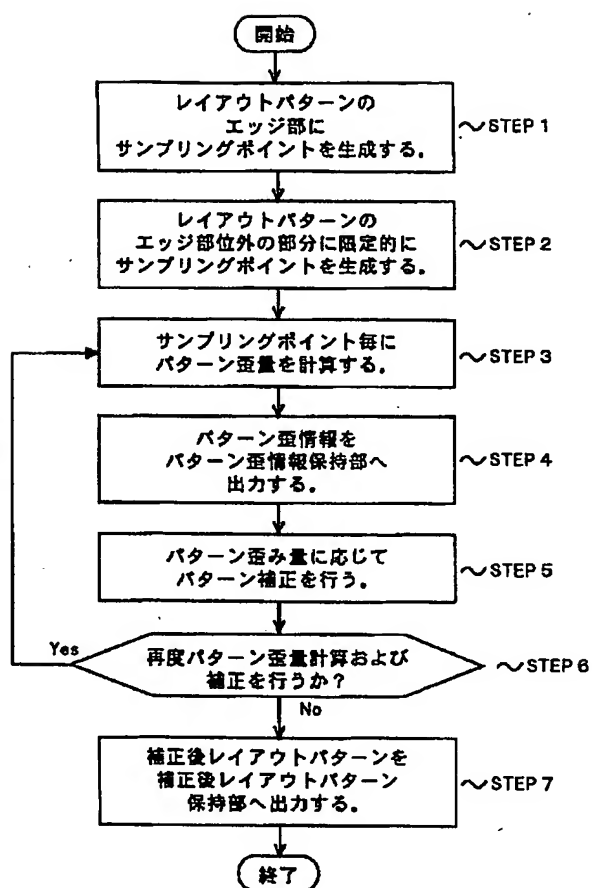 開始
レイアウトパターンの
エッジ部に
サンプリングポイントを生成する。
～STEP 1
レイアウトパターンの
エッジ部位外の部分に限定的に
サンプリングポイントを生成する。
～STEP 2
サンプリングポイント毎に
パターン歪量を計算する。
～STEP 3
パターン歪情報を
パターン歪情報保持部へ
出力する。
～STEP 4
パターン歪み量に応じて
パターン補正を行う。
～STEP 5
Yes
再度パターン歪量計算および
補正を行うか？
～STEP 6
No
補正後レイアウトパターンを
補正後レイアウトパターン
保持部へ出力する。
～STEP 7
終了